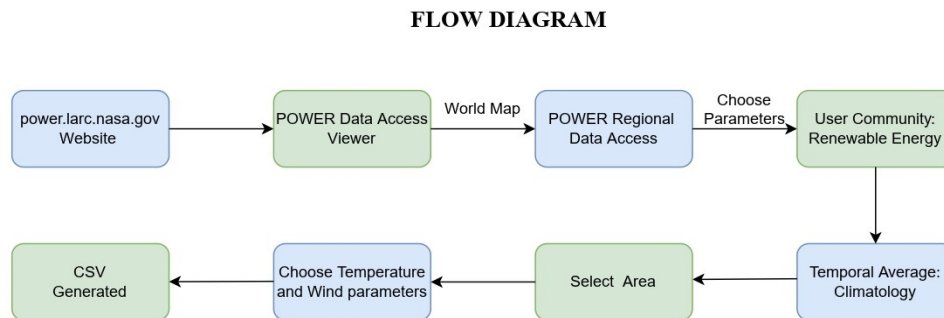 FLOW DIAGRAM
power.larc.nasa.gov
Website
POWER Data Access
Viewer
World Map
POWER Regional
Data Access
Choose
Parameters
User Community:
Renewable Energy
Temporal Average:
Climatology
Select Area
Choose Temperature
and Wind parameters
CSV
Generated